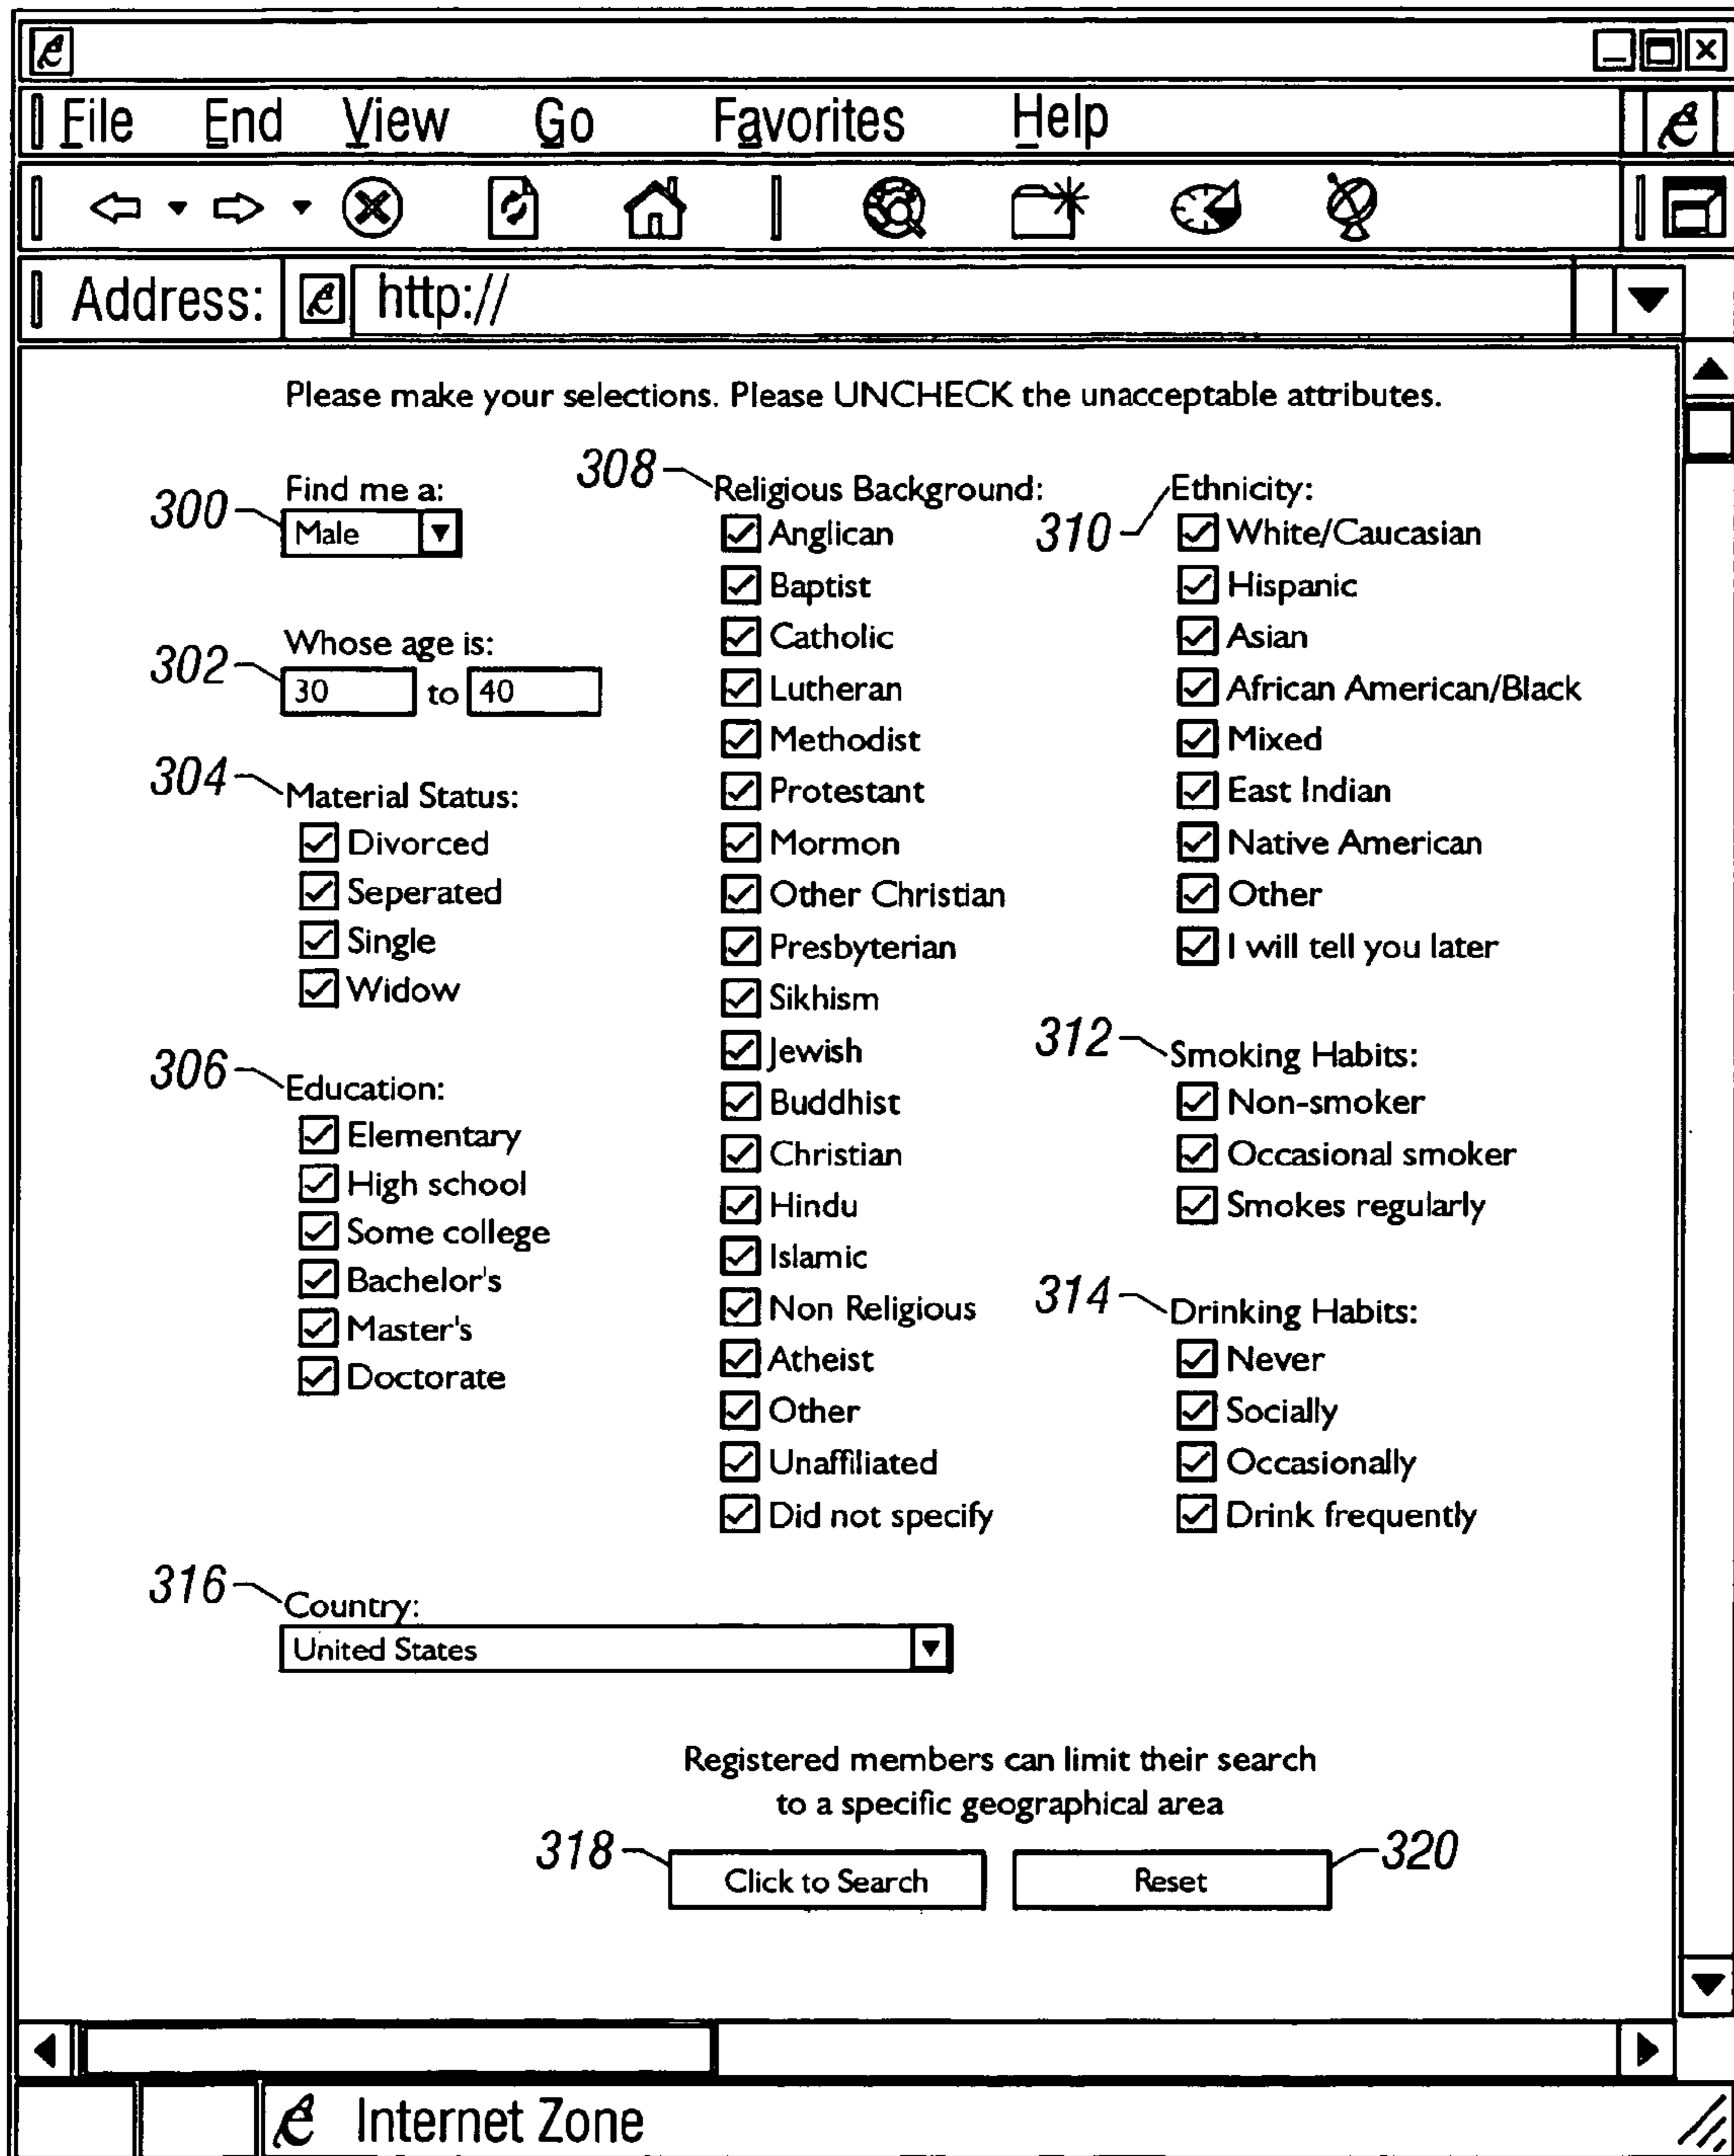 File End View Go Favorites Help
Address: http://
Please make your selections. Please UNCHECK the unacceptable attributes.
300
Find me a:
Male
302
Whose age is:
30 to 40
304
Material Status:
Divorced
Seperated
Single
Widow
306
Education:
Elementary
High school
Some college
Bachelor's
Master's
Doctorate
308
Religious Background:
Anglican
Baptist
Catholic
Lutheran
Methodist
Protestant
Mormon
Other Christian
Presbyterian
Sikhism
Jewish
Buddhist
Christian
Hindu
Islamic
Non Religious
Atheist
Other
Unaffiliated
Did not specify
310
Ethnicity:
White/Caucasian
Hispanic
Asian
African American/Black
Mixed
East Indian
Native American
Other
I will tell you later
312
Smoking Habits:
Non-smoker
Occasional smoker
Smokes regularly
314
Drinking Habits:
Never
Socially
Occasionally
Drink frequently
316
Country:
United States
Registered members can limit their search
to a specific geographical area
318
Click to Search
Reset
320
Internet Zone